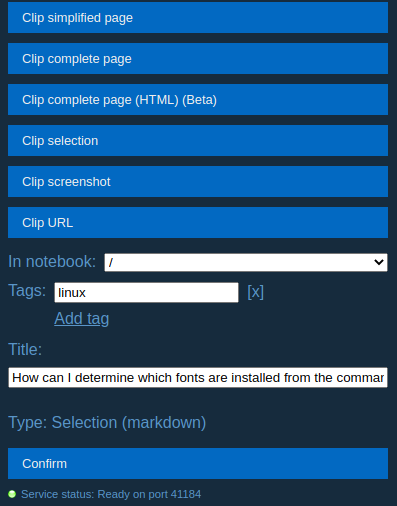 Clip simplified page
Clip complete page
Clip complete page (HTML) (Beta)
Clip selection
Clip screenshot
Clip URL
In notebook: /
Tags: linux [x]
Add tag
Title:
How can I determine which fonts are installed from the
Type: Selection (markdown)
Confirm
Service status: Ready on port 41184